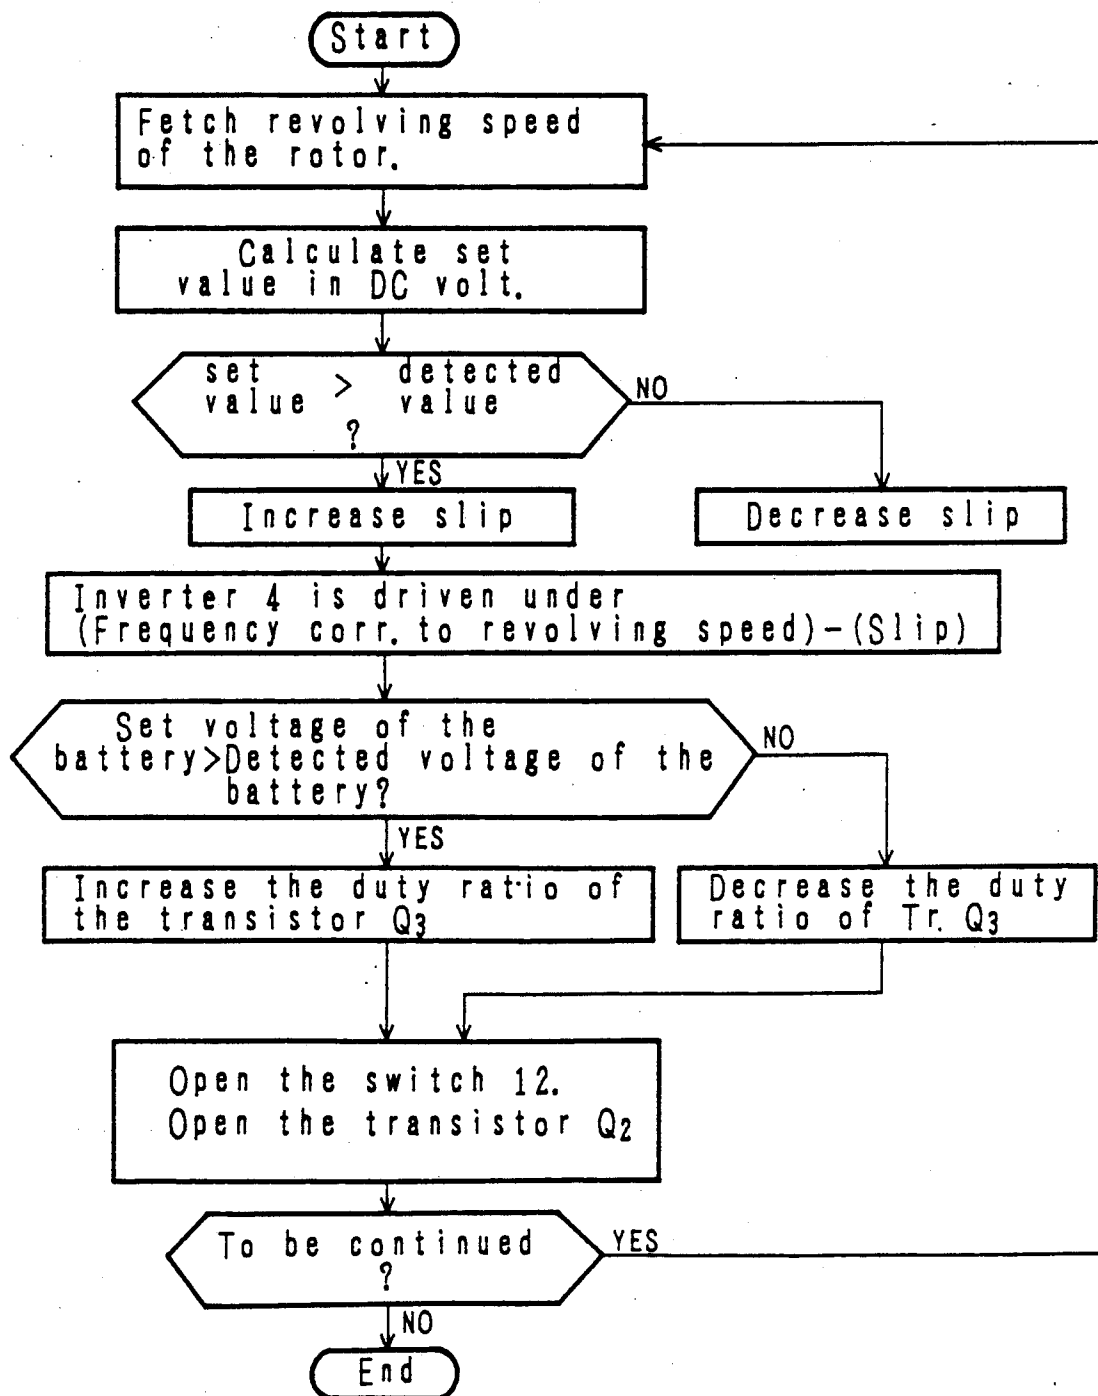 Start
Fetch revolving speed
of the rotor.
Calculate set
value in DC volt.
set > detected
value value
?
NO
YES
Increase slip
Decrease slip
Inverter 4 is driven under
(Frequency corr. to revolving speed)-(Slip)
Set voltage of the
battery>Detected voltage of the
battery?
NO
YES
Increase the duty ratio of
the transistor Q3
Decrease the duty
ratio of Tr. Q3
Open the switch 12.
Open the transistor Q2
To be continued
?
YES
NO
End